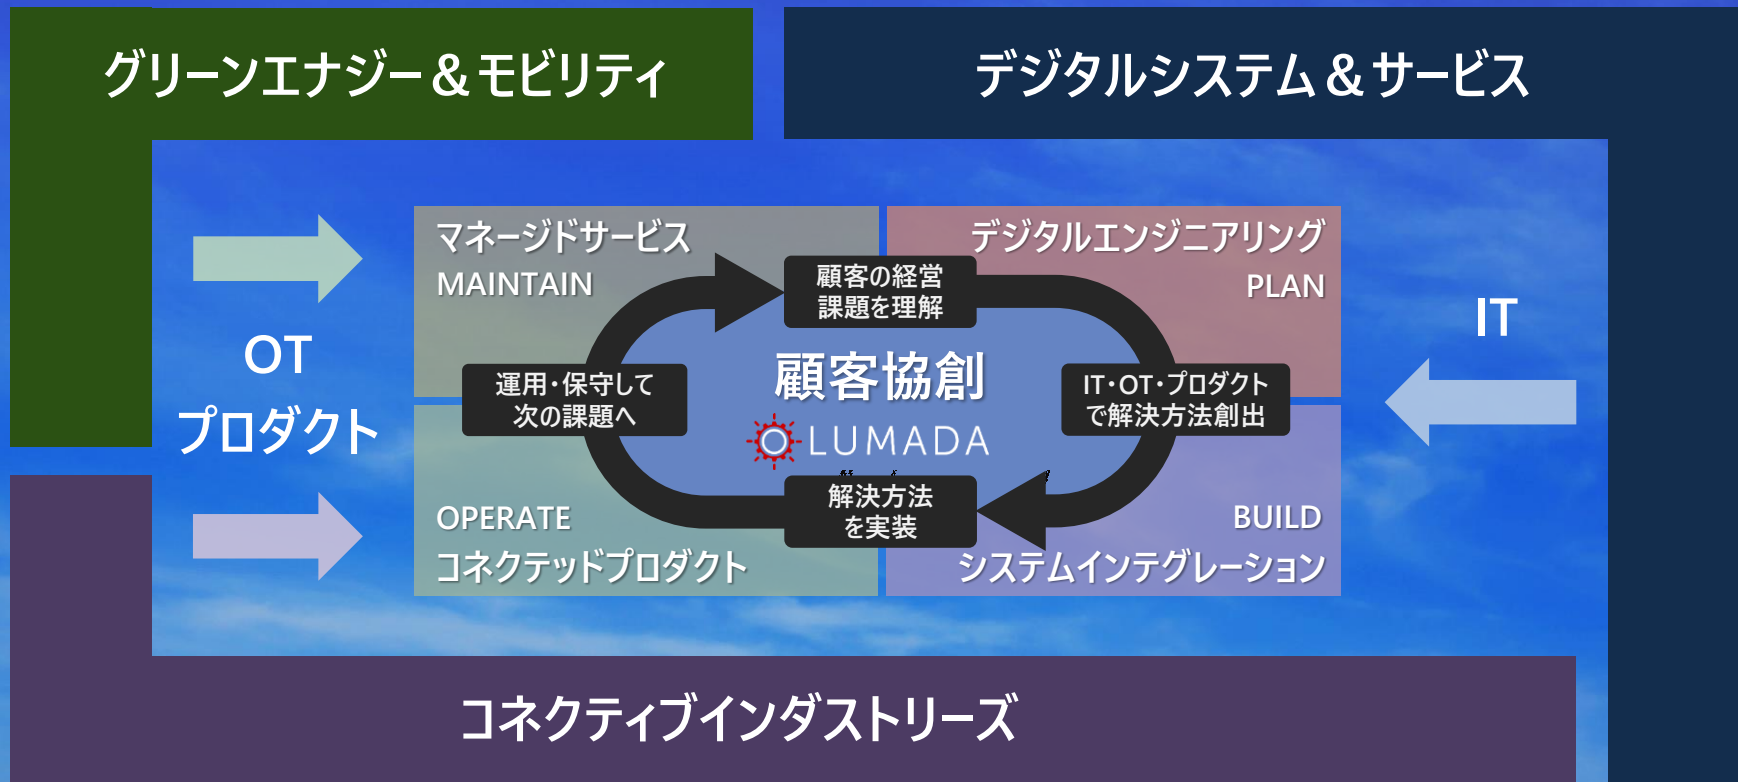 グリーンエナジー＆モビリティ
デジタルシステム＆サービス
マネージドサービス
MAINTAIN
デジタルエンジニアリング
PLAN
顧客の経営
課題を理解
OT
プロダクト
IT
運用・保守して
次の課題へ
顧客協創
LUMADA
IT・OT・プロダクト
で解決方法創出
解決方法
を実装
OPERATE
コネクテッドプロダクト
BUILD
システムインテグレーション
コネクティブインダストリーズ